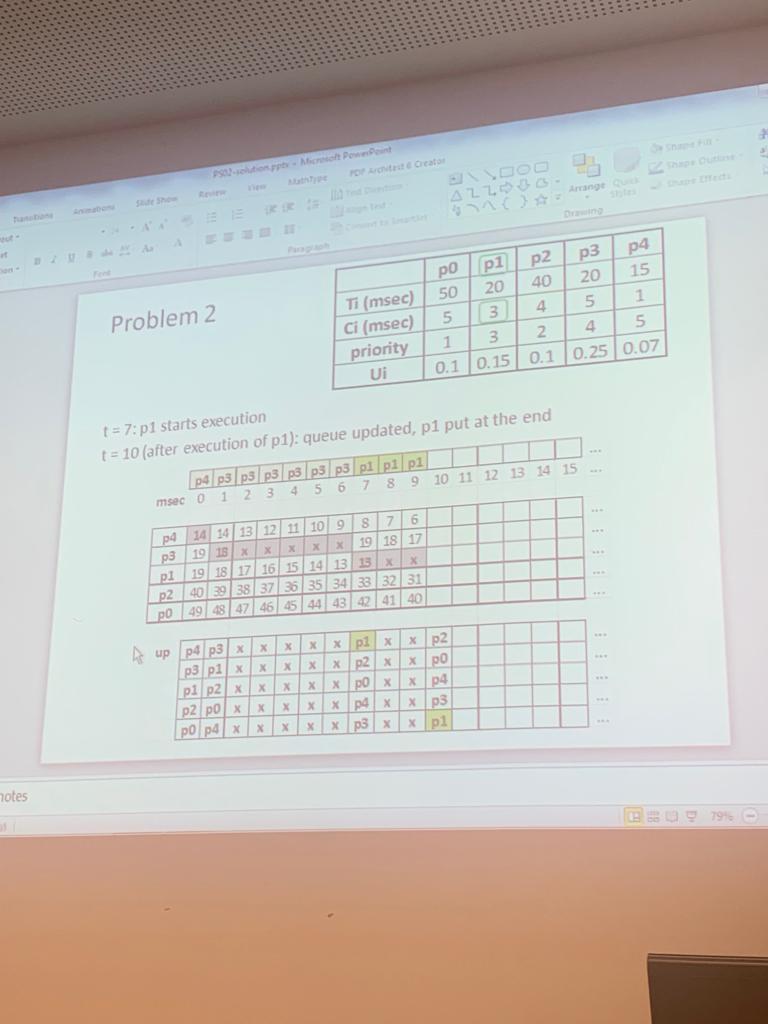 PS02-solution.pptx - Microsoft PowerPoint
Transitions Animations Slide Show Review View MathType PDF Architect 6 Creator
Text Direction
Align Text
Convert to SmartArt
Shape Fill
Shape Outline
Shape Effects
Arrange Quick Styles
Font Paragraph Drawing
Problem 2
p0 p1 p2 p3 p4
Ti (msec) 50 20 40 20 15
Ci (msec) 5 3 4 5 1
priority 1 3 2 4 5
Ui 0.1 0.15 0.1 0.25 0.07
t = 7: p1 starts execution
t = 10 (after execution of p1): queue updated, p1 put at the end
p4 p3 p3 p3 p3 p3 p3 p1 p1 p1 ...
msec 0 1 2 3 4 5 6 7 8 9 10 11 12 13 14 15 ...
p4 14 14 13 12 11 10 9 8 7 6 ...
p3 19 18 x x x x x 19 18 17 ...
p1 19 18 17 16 15 14 13 13 x x ...
p2 40 39 38 37 36 35 34 33 32 31 ...
p0 49 48 47 46 45 44 43 42 41 40 ...
up p4 p3 x x x x x p1 x x p2 ...
p3 p1 x x x x x p2 x x p0 ...
p1 p2 x x x x x p0 x x p4 ...
p2 p0 x x x x x p4 x x p3 ...
p0 p4 x x x x x p3 x x p1 ...
notes
79%